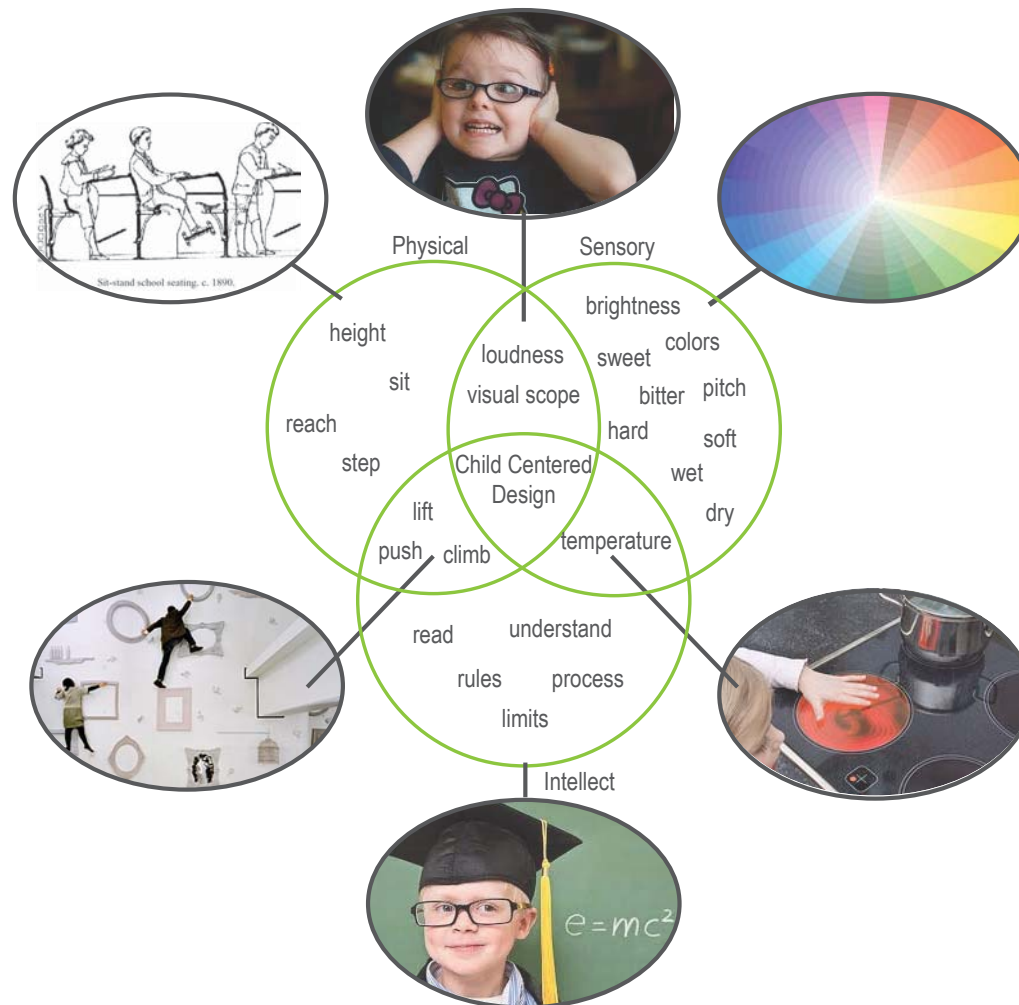 Sit-stand school seating. c. 1890.
Physical
Sensory
height
sit
reach
step
loudness
visual scope
brightness
colors
sweet
pitch
bitter
hard
soft
wet
dry
Child Centered
Design
lift
push
climb
temperature
read
understand
rules
process
limits
Intellect
e=mc²